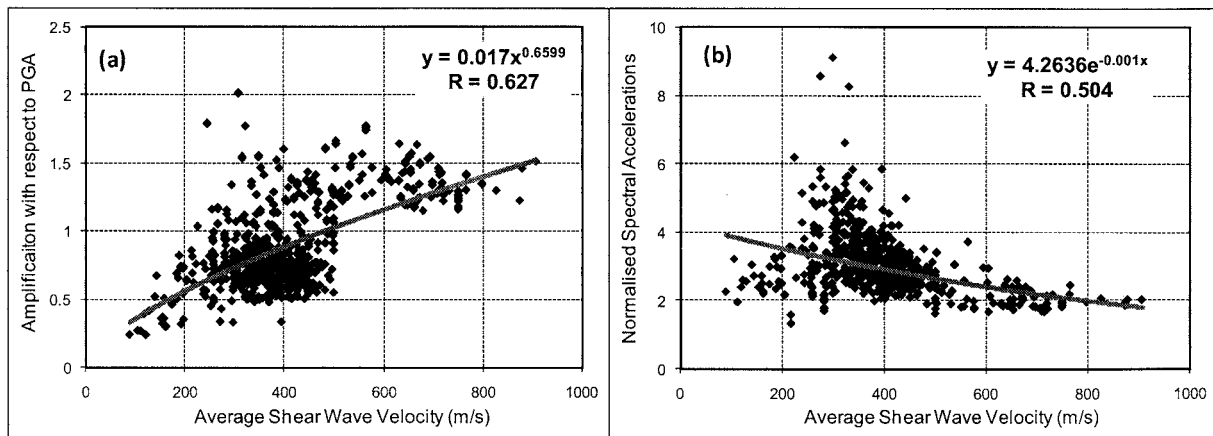 (a)
y = 0.017x^0.6599
R = 0.627
Amplification with respect to PGA
2.5
2
1.5
1
0.5
0
0 200 400 600 800 1000
Average Shear Wave Velocity (m/s)
(b)
y = 4.2636e^-0.001x
R = 0.504
Normalised Spectral Accelerations
10
8
6
4
2
0
0 200 400 600 800 1000
Average Shear Wave Velocity (m/s)